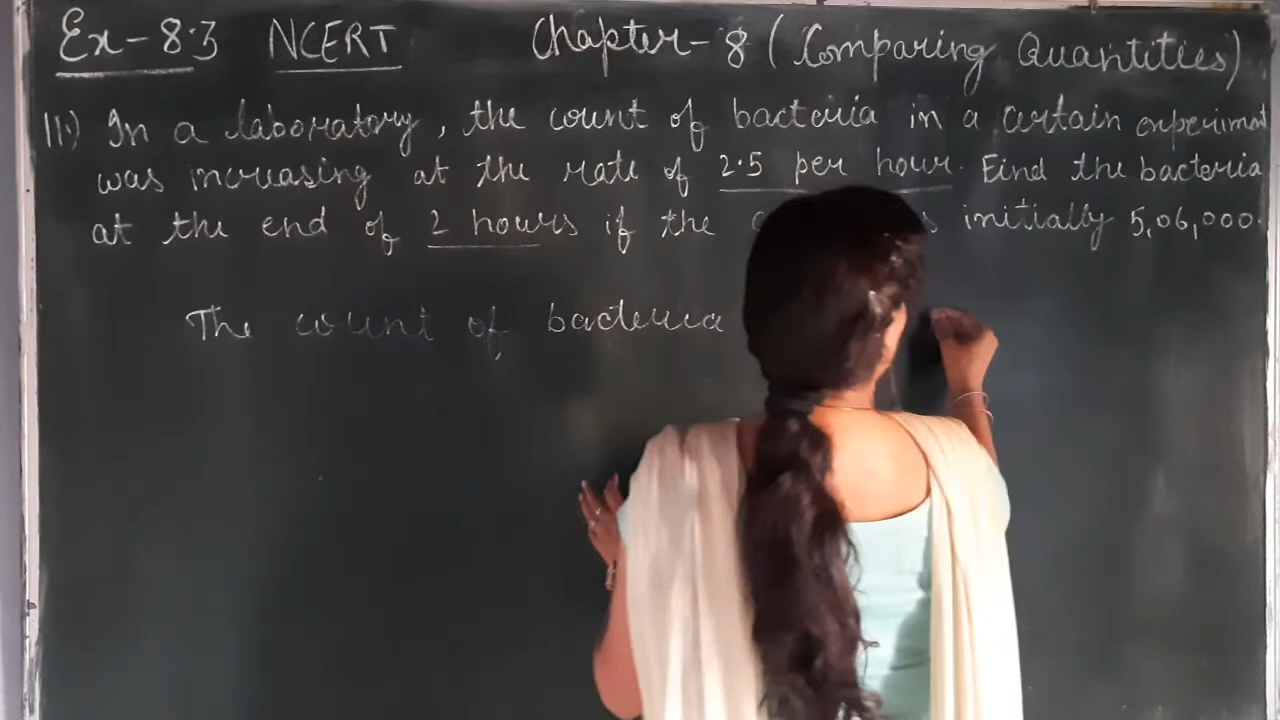 Ex-8.3 NCERT Chapter-8 (Comparing Quantities)
11.) In a laboratory, the count of bacteria in a certain experiment
was increasing at the rate of 2.5 per hour. Find the bacteria
at the end of 2 hours if the initially 5,06,000.
The count of bacteria